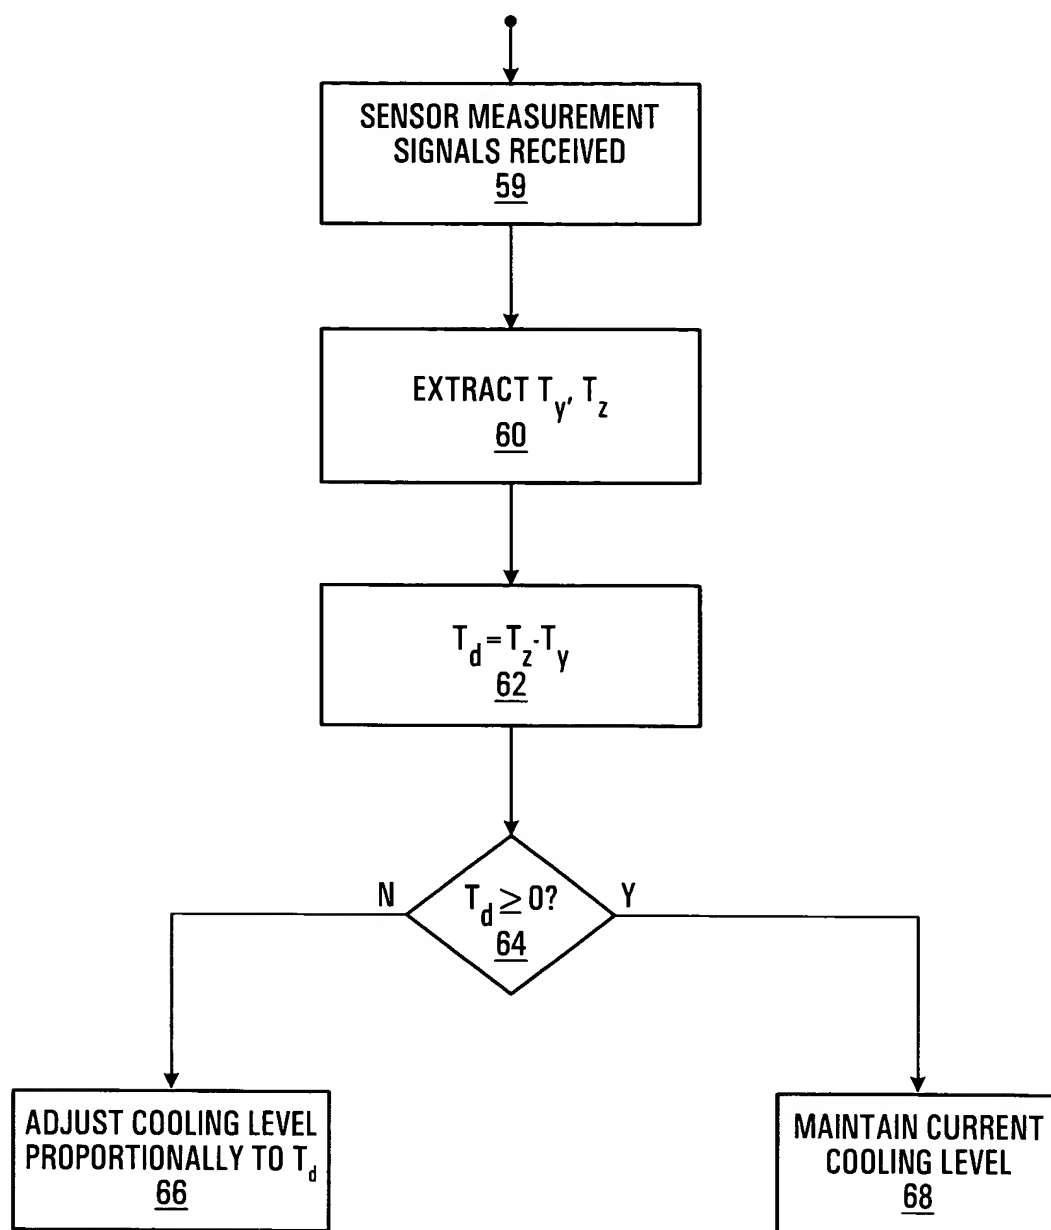 SENSOR MEASUREMENT
SIGNALS RECEIVED
59
EXTRACT T_y, T_z
60
T_d = T_z - T_y
62
N
T_d ≥ 0?
Y
64
ADJUST COOLING LEVEL
PROPORTIONALLY TO T_d
66
MAINTAIN CURRENT
COOLING LEVEL
68